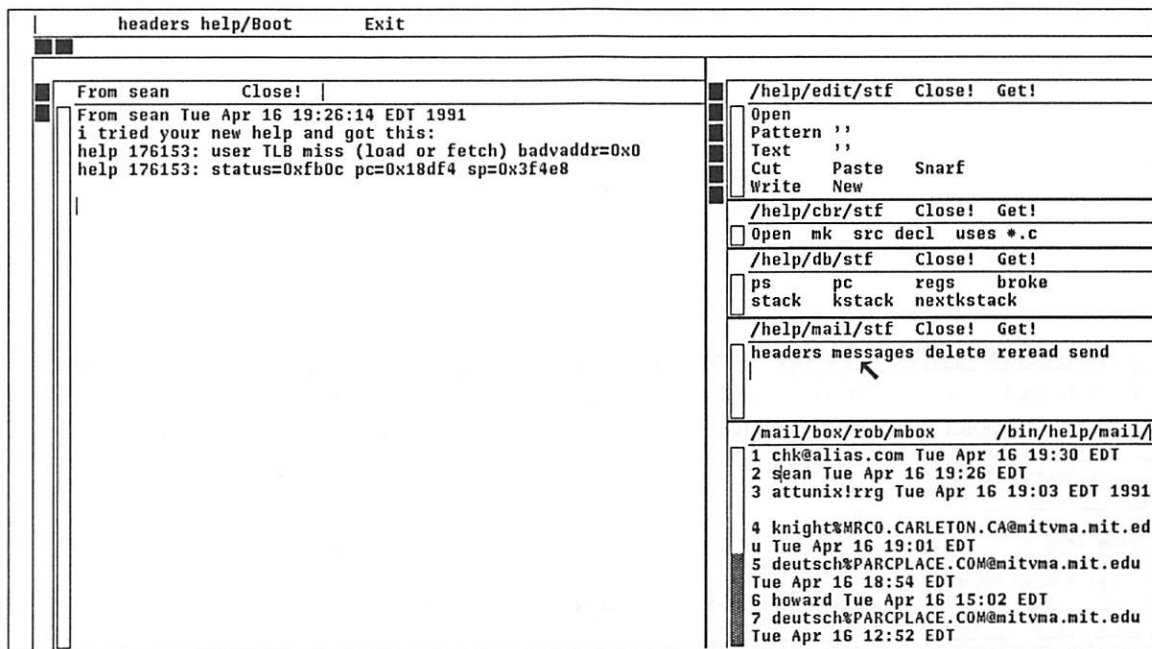 headers help/Boot Exit
From sean Close!
From sean Tue Apr 16 19:26:14 EDT 1991
i tried your new help and got this:
help 176153: user TLB miss (load or fetch) badvaddr=0x0
help 176153: status=0xfb0c pc=0x18df4 sp=0x3f4e8
/help/edit/stf Close! Get!
Open
Pattern ''
Text ''
Cut Paste Snarf
Write New
/help/cbr/stf Close! Get!
Open mk src decl uses *.c
/help/db/stf Close! Get!
ps pc regs broke
stack kstack nextkstack
/help/mail/stf Close! Get!
headers messages delete reread send
/mail/box/rob/mbox /bin/help/mail/
1 chk@alias.com Tue Apr 16 19:30 EDT
2 sean Tue Apr 16 19:26 EDT
3 attunix!rrg Tue Apr 16 19:03 EDT 1991
4 knight%MRCO.CARLETON.CA@mitvma.mit.ed
u Tue Apr 16 19:01 EDT
5 deutsch%PARCPLACE.COM@mitvma.mit.edu
Tue Apr 16 18:54 EDT
6 howard Tue Apr 16 15:02 EDT
7 deutsch%PARCPLACE.COM@mitvma.mit.edu
Tue Apr 16 12:52 EDT